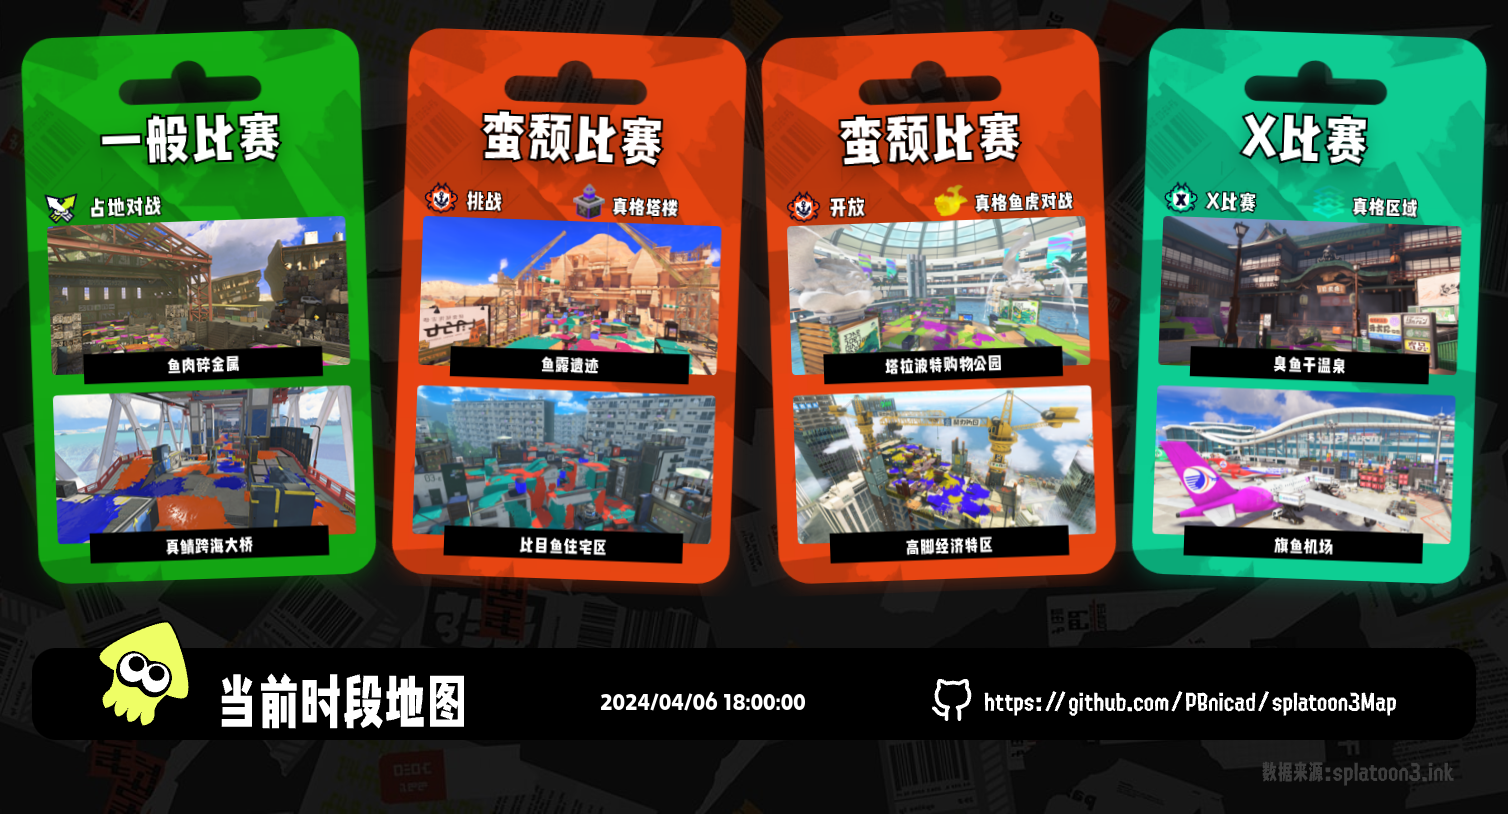 一般比赛
占地对战
鱼肉碎金属
真鲭跨海大桥
蛮颓比赛
挑战
真格塔楼
鱼露遗迹
比目鱼住宅区
蛮颓比赛
开放
真格鱼虎对战
塔拉波特购物公园
高脚经济特区
X比赛
X比赛
真格区域
臭鱼干温泉
旗鱼机场
当前时段地图
2024/04/06 18:00:00
https://github.com/PBnicad/splatoon3Map
数据来源:splatoon3.ink